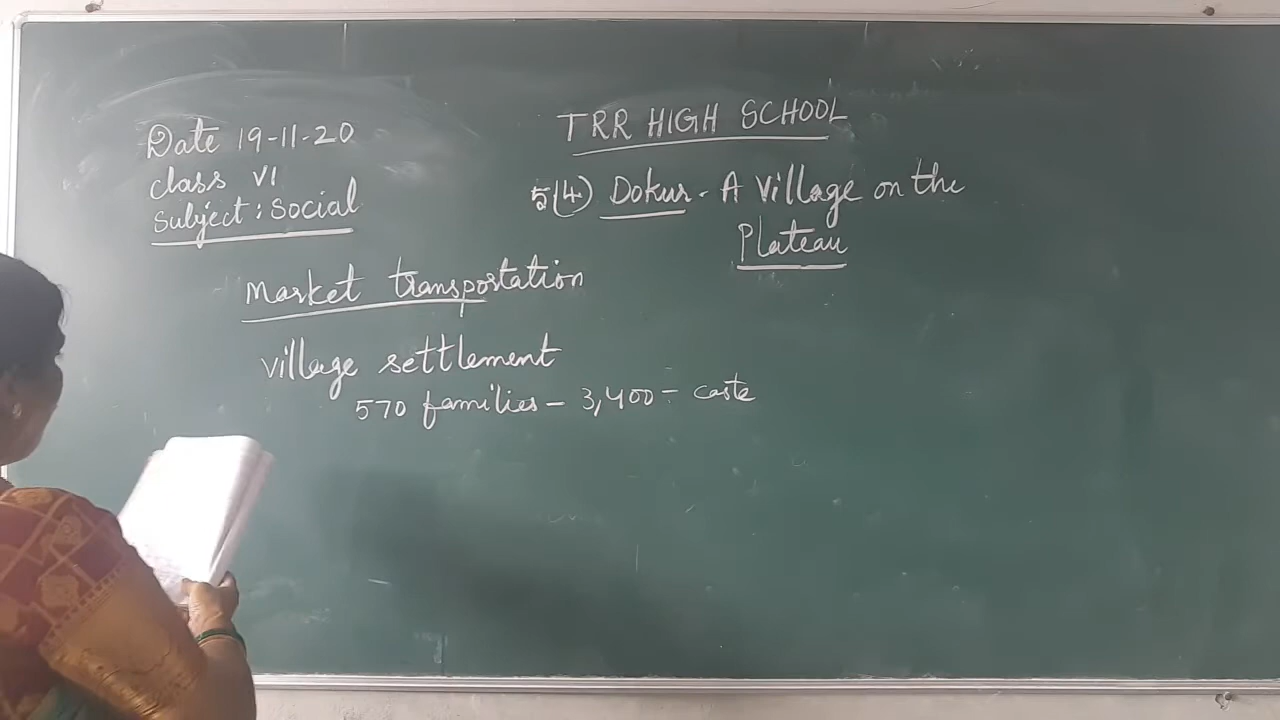 Date 19-11-20
class VI
Subject: Social
TRR HIGH SCHOOL
5(4) Dokur - A Village on the
Plateau
Market transportation
village settlement
570 families - 3,400 - caste